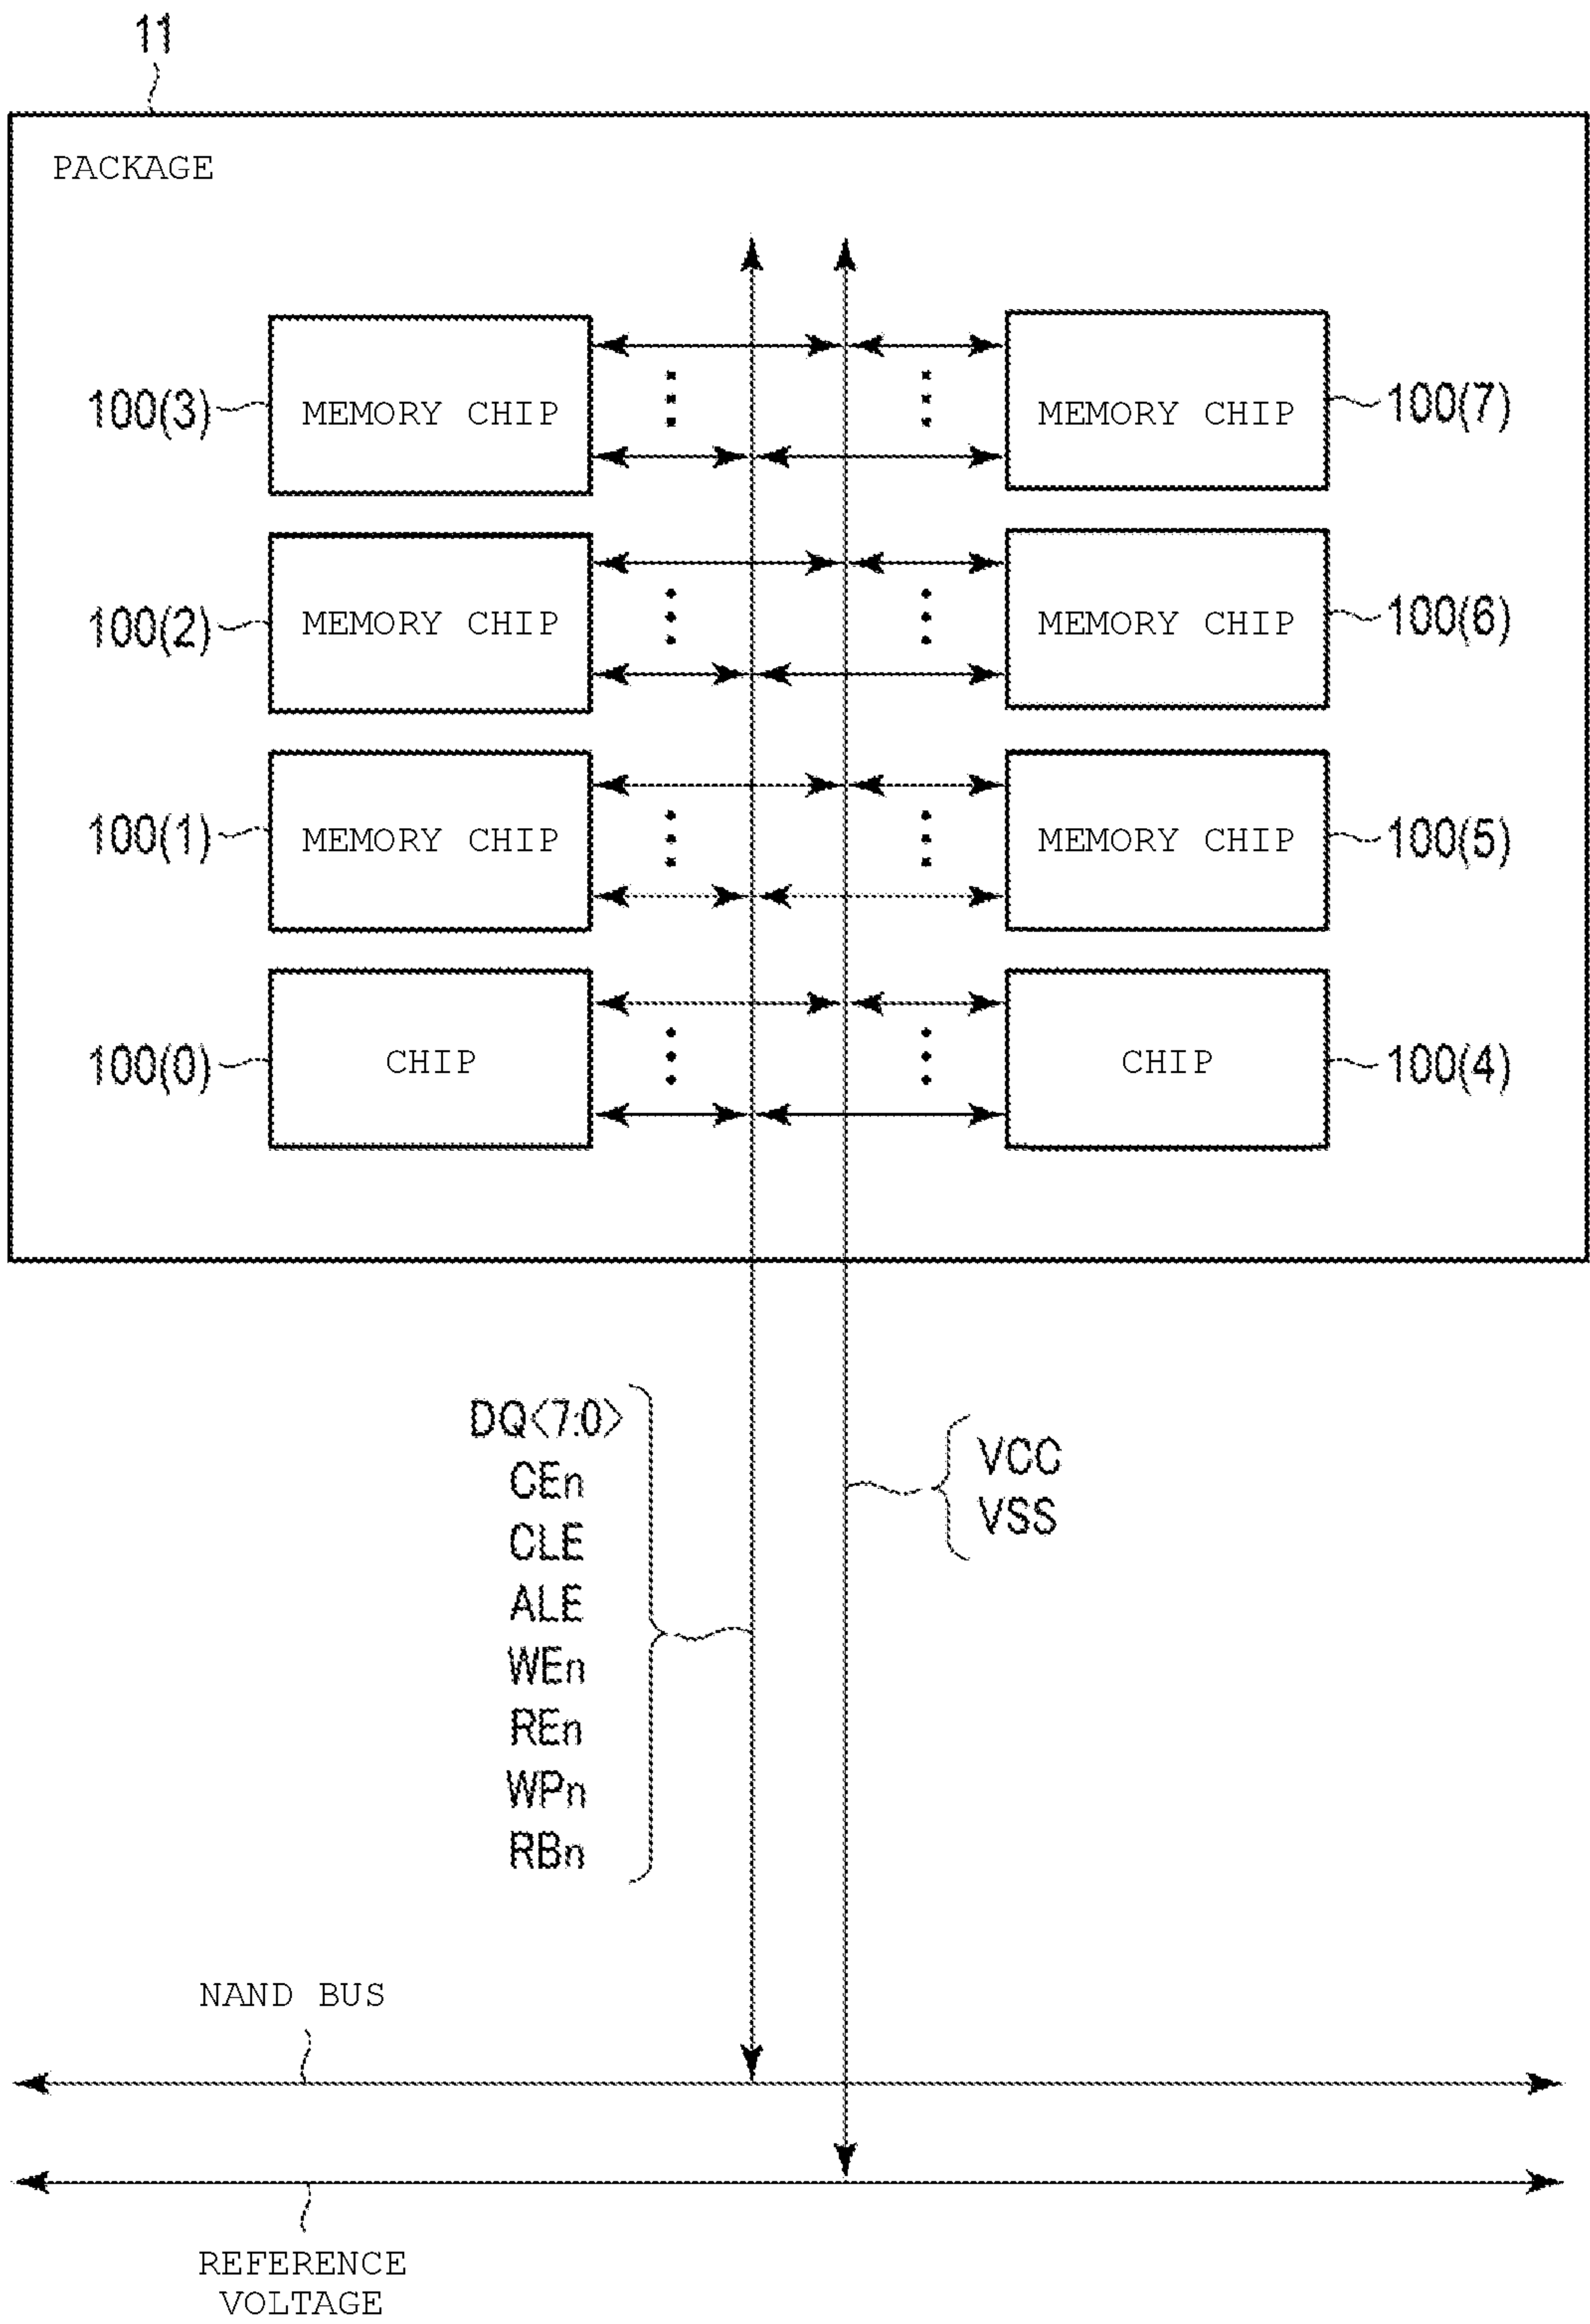 11
PACKAGE
100(3)
MEMORY CHIP
MEMORY CHIP
100(7)
100(2)
MEMORY CHIP
MEMORY CHIP
100(6)
100(1)
MEMORY CHIP
MEMORY CHIP
100(5)
100(0)
CHIP
CHIP
100(4)
DQ<7:0>
CEn
CLE
ALE
WEn
REn
WPn
RBn
VCC
VSS
NAND BUS
REFERENCE
VOLTAGE